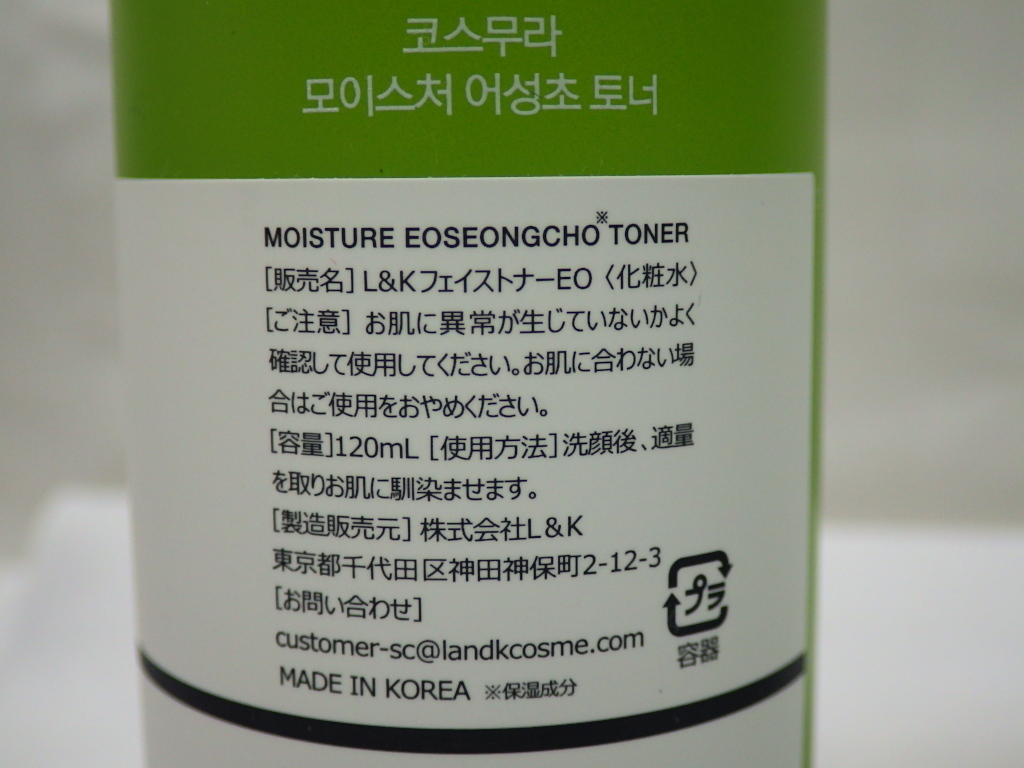 코스무라
모이스처 어성초 토너
MOISTURE EOSEONGCHO※TONER
[販売名] L&KフェイストナーEO〈化粧水〉
[ご注意] お肌に異常が生じていないかよく
確認して使用してください。お肌に合わない場
合はご使用をおやめください。
[容量]120mL [使用方法]洗顔後、適量
を取りお肌に馴染ませます。
[製造販売元] 株式会社L&K
東京都千代田区神田神保町2-12-3
[お問い合わせ]
customer-sc@landkcosme.com
MADE IN KOREA ※保湿成分
プラ
容器